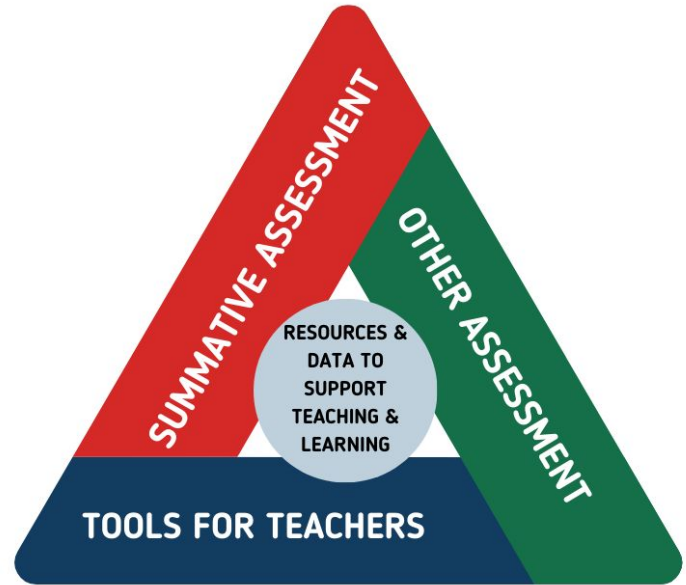 SUMMATIVE ASSESSMENT
OTHER ASSESSMENT
RESOURCES &
DATA TO
SUPPORT
TEACHING &
LEARNING
TOOLS FOR TEACHERS